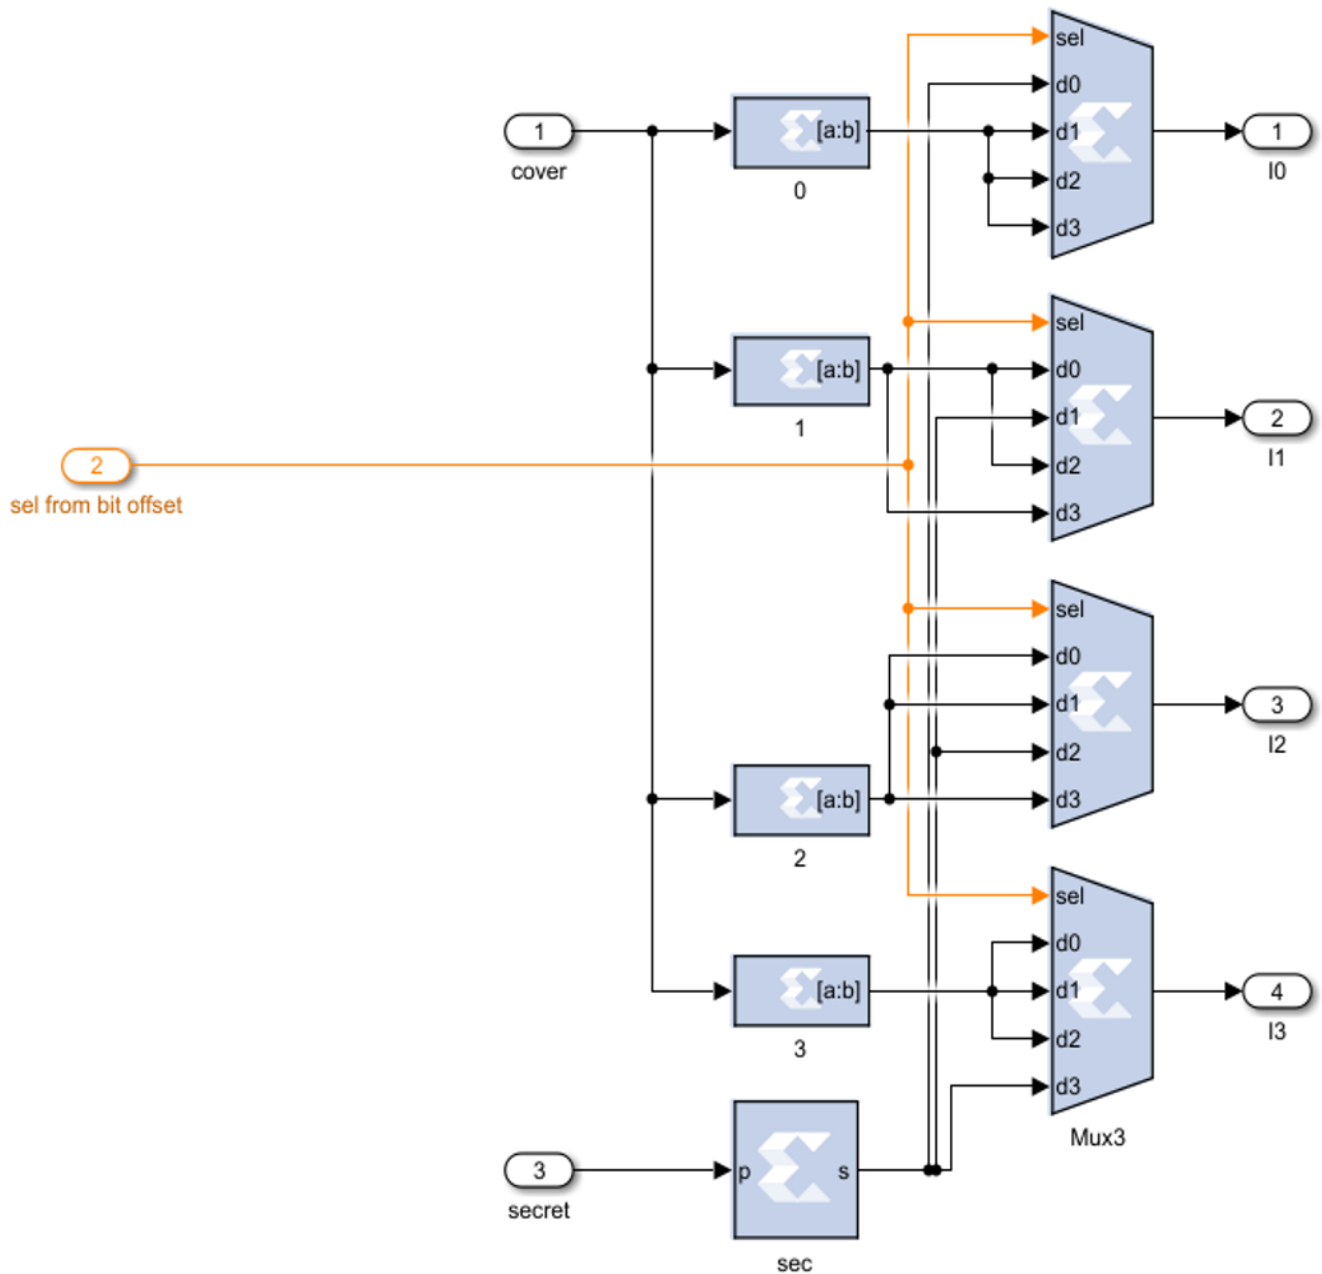 sel
d0
1
[a:b]
d1
1
cover
0
d2
I0
d3
sel
1
[a:b]
d0
1
d1
2
I1
2
d2
sel from bit offset
d3
sel
d0
d1
3
I2
d2
[a:b]
d3
2
sel
d0
3
[a:b]
d1
4
I3
d2
d3
Mux3
3
p
s
secret
sec